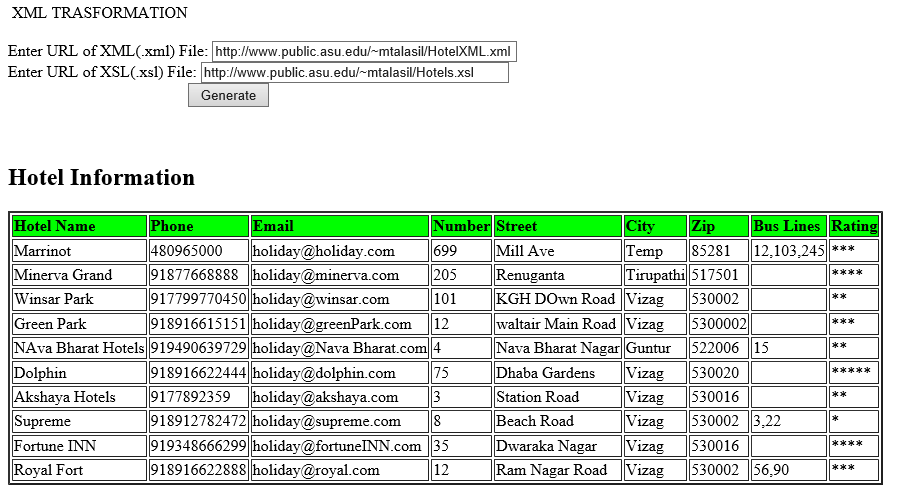 XML TRASFORMATION
Enter URL of XML(.xml) File: http://www.public.asu.edu/~mtalasil/HotelXML.xml
Enter URL of XSL(.xsl) File: http://www.public.asu.edu/~mtalasil/Hotels.xsl
Generate
Hotel Information
Hotel Name Phone Email Number Street City Zip Bus Lines Rating
Marrinot 480965000 holiday@holiday.com 699 Mill Ave Temp 85281 12,103,245 ***
Minerva Grand 91877668888 holiday@minerva.com 205 Renuganta Tirupathi 517501 ****
Winsar Park 917799770450 holiday@winsar.com 101 KGH DOwn Road Vizag 530002 **
Green Park 918916615151 holiday@greenPark.com 12 waltair Main Road Vizag 5300002 ***
NAva Bharat Hotels 919490639729 holiday@Nava Bharat.com 4 Nava Bharat Nagar Guntur 522006 15 **
Dolphin 918916622444 holiday@dolphin.com 75 Dhaba Gardens Vizag 530020 *****
Akshaya Hotels 9177892359 holiday@akshaya.com 3 Station Road Vizag 530016 **
Supreme 918912782472 holiday@supreme.com 8 Beach Road Vizag 530002 3,22 *
Fortune INN 919348666299 holiday@fortuneINN.com 35 Dwaraka Nagar Vizag 530016 ****
Royal Fort 918916622888 holiday@royal.com 12 Ram Nagar Road Vizag 530002 56,90 ***